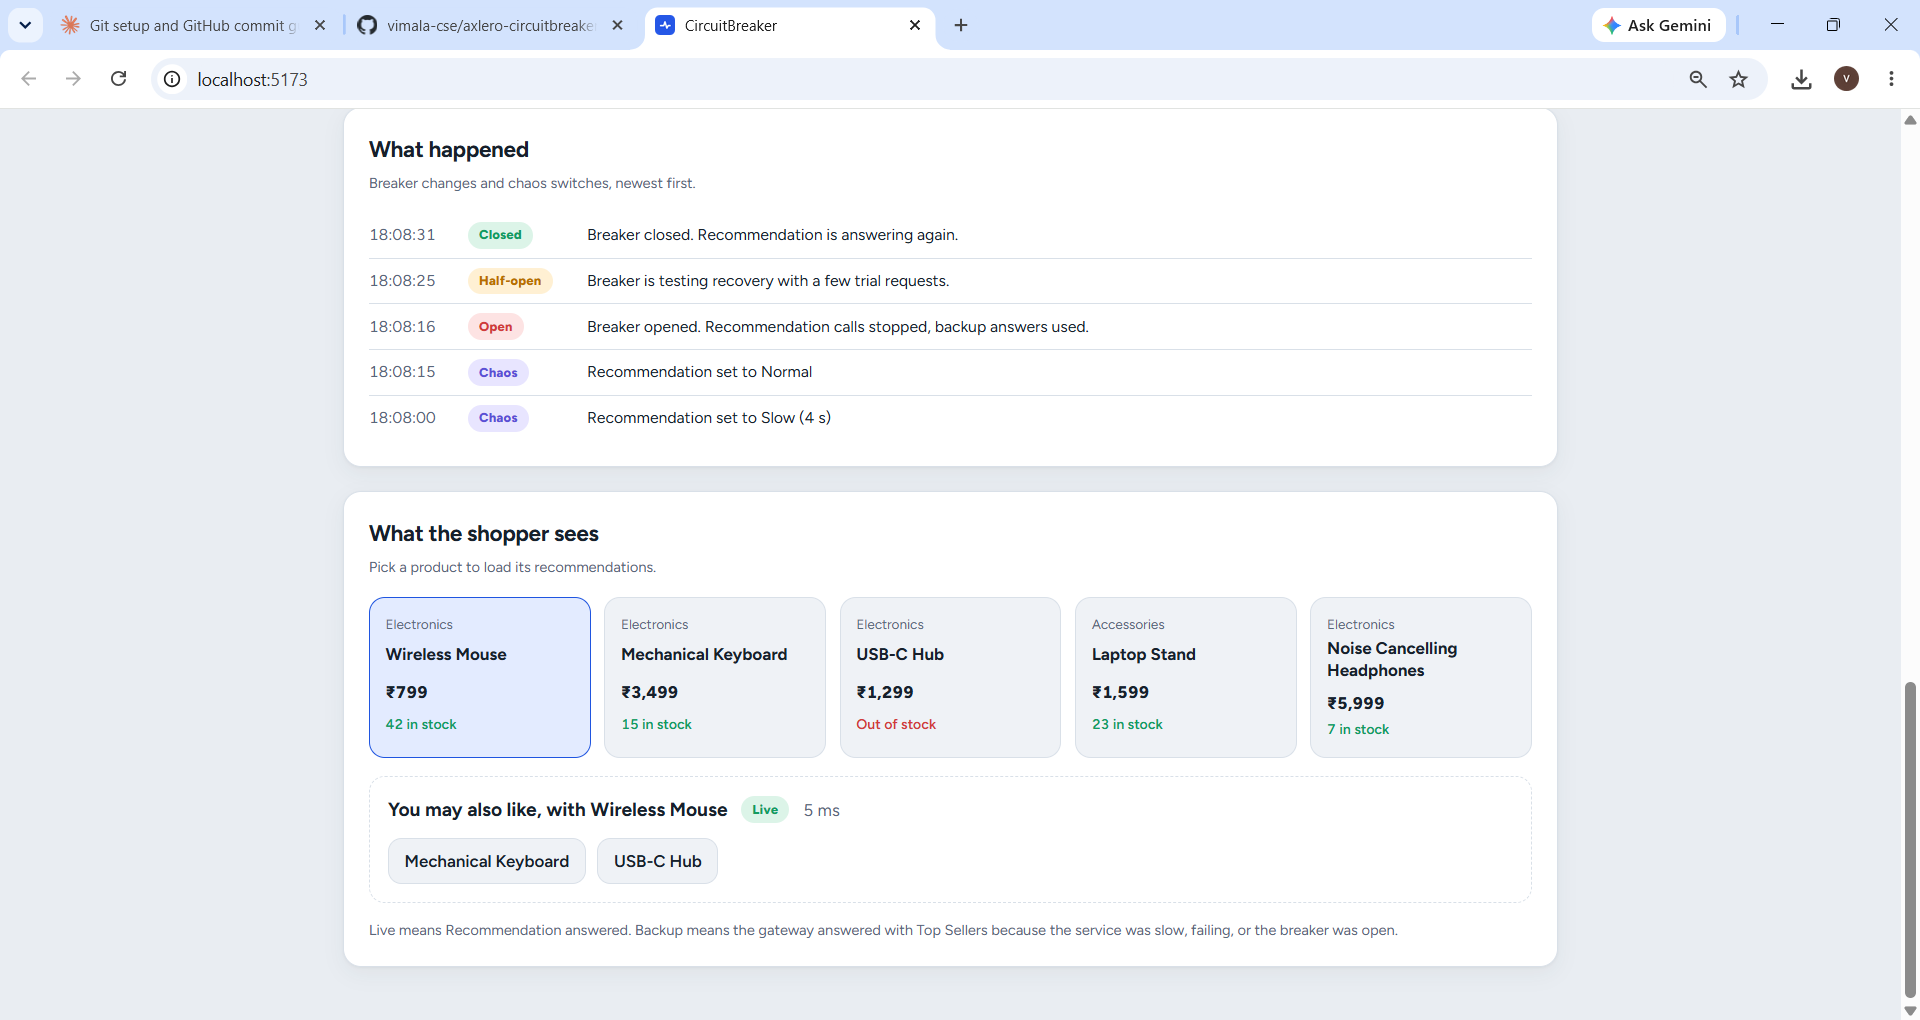 Git setup and GitHub commit g
vimala-cse/axlero-circuitbreake
CircuitBreaker
Ask Gemini
localhost:5173
V
What happened
Breaker changes and chaos switches, newest first.
18:08:31 Closed Breaker closed. Recommendation is answering again.
18:08:25 Half-open Breaker is testing recovery with a few trial requests.
18:08:16 Open Breaker opened. Recommendation calls stopped, backup answers used.
18:08:15 Chaos Recommendation set to Normal
18:08:00 Chaos Recommendation set to Slow (4 s)
What the shopper sees
Pick a product to load its recommendations.
Electronics
Wireless Mouse
₹799
42 in stock
Electronics
Mechanical Keyboard
₹3,499
15 in stock
Electronics
USB-C Hub
₹1,299
Out of stock
Accessories
Laptop Stand
₹1,599
23 in stock
Electronics
Noise Cancelling
Headphones
₹5,999
7 in stock
You may also like, with Wireless Mouse Live 5 ms
Mechanical Keyboard USB-C Hub
Live means Recommendation answered. Backup means the gateway answered with Top Sellers because the service was slow, failing, or the breaker was open.